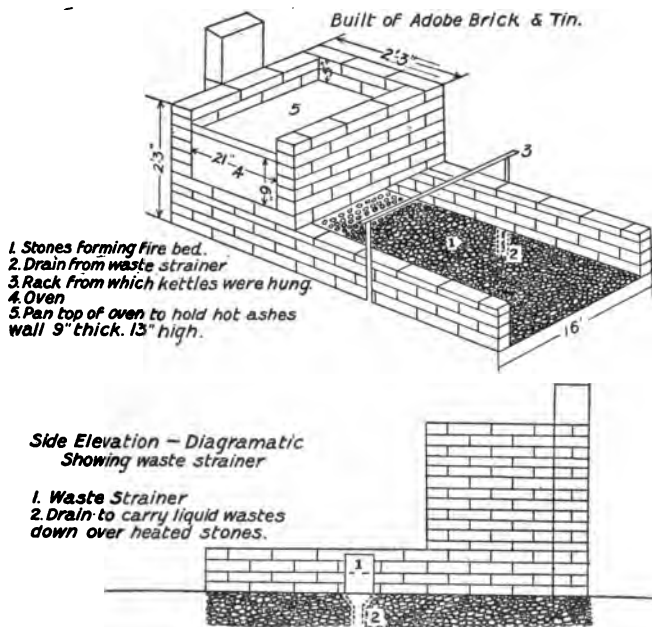 Built of Adobe Brick & Tin.
2'-3"
3"
5
2'3"
21"
4
9"
3
1
2
16'
1. Stones forming fire bed.
2. Drain from waste strainer
3. Rack from which kettles were hung.
4. Oven
5. Pan top of oven to hold hot ashes
wall 9" thick. 13" high.
Side Elevation - Diagramatic
Showing waste strainer
1. Waste Strainer
2. Drain to carry liquid wastes
down over heated stones.
1
2